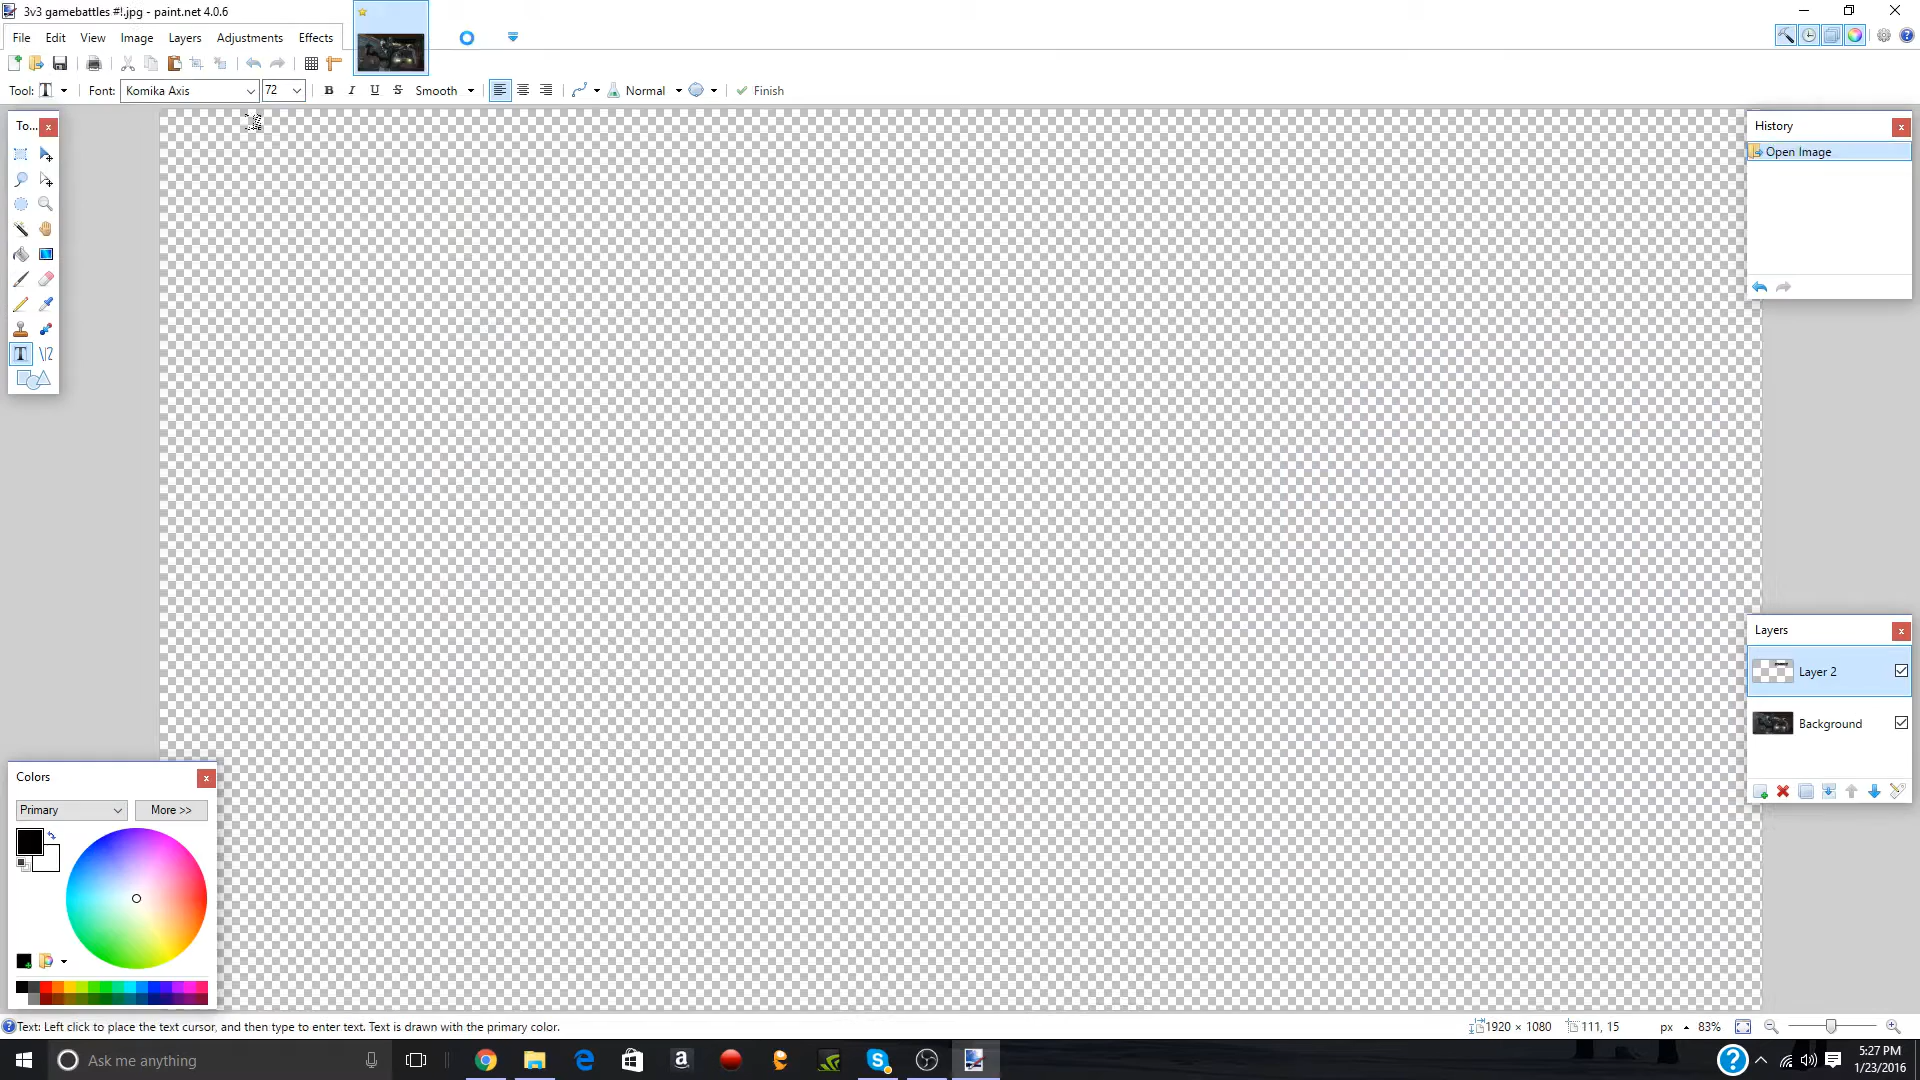 3v3 gamebattles #!.jpg - paint.net 4.0.6
File Edit View Image Layers Adjustments Effects
Tool: Font: Komika Axis 72 B I U S Smooth Normal Finish
To...
History
Open Image
Layers
Layer 2
Background
Colors
Primary More >>
Text: Left click to place the text cursor, and then type to enter text. Text is drawn with the primary color.
1920 × 1080 111, 15 px 83%
Ask me anything
5:27 PM
1/23/2016